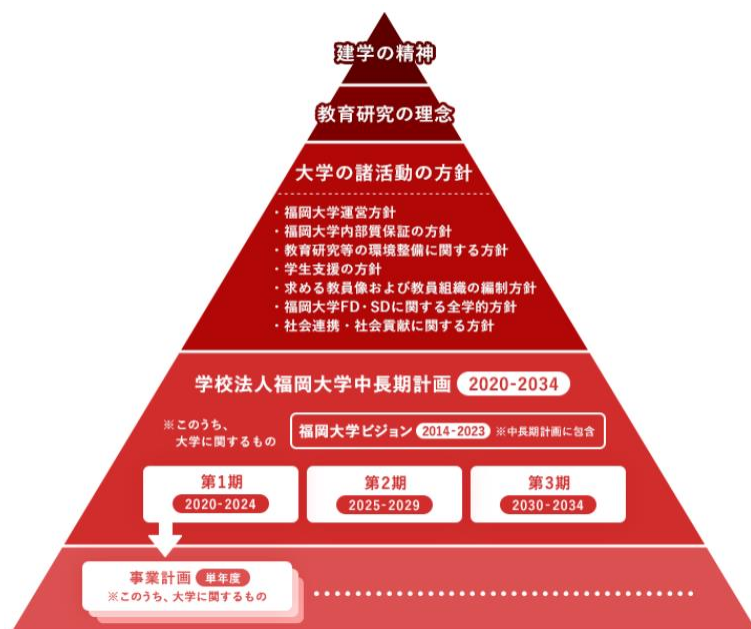 建学の精神
教育研究の理念
大学の諸活動の方針
・福岡大学運営方針
・福岡大学内部質保証の方針
・教育研究等の環境整備に関する方針
・学生支援の方針
・求める教員像および教員組織の編制方針
・福岡大学FD・SDに関する全学的方針
・社会連携・社会貢献に関する方針
学校法人福岡大学中長期計画 2020-2034
※このうち、
大学に関するもの
福岡大学ビジョン 2014-2023 ※中長期計画に包含
第1期
2020-2024
第2期
2025-2029
第3期
2030-2034
事業計画 単年度
※このうち、大学に関するもの